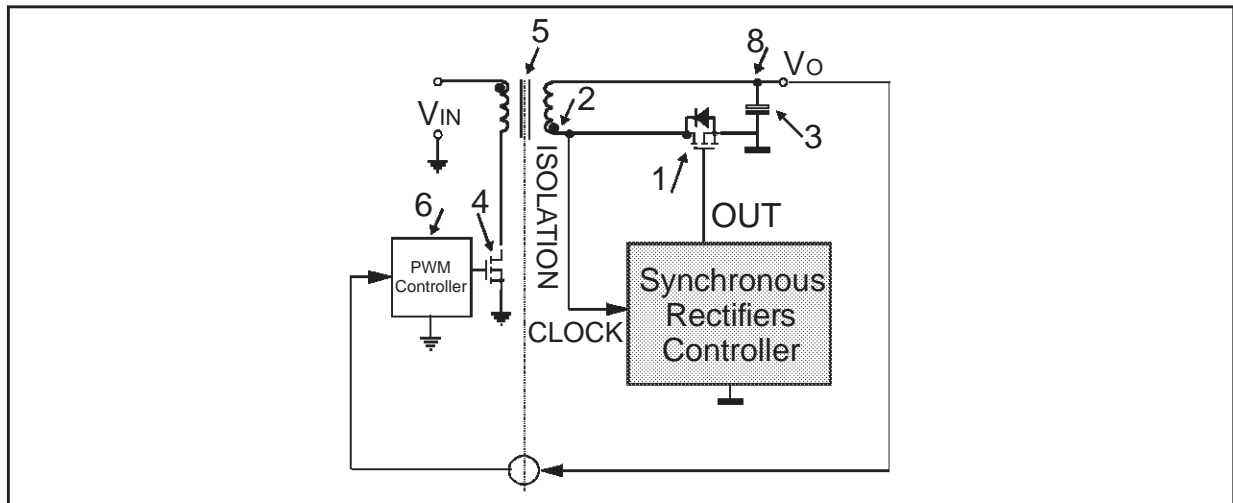 5
8
VO
2
VIN
3
1
ISOLATION
6
4
OUT
PWM
Controller
Synchronous
Rectifiers
Controller
CLOCK